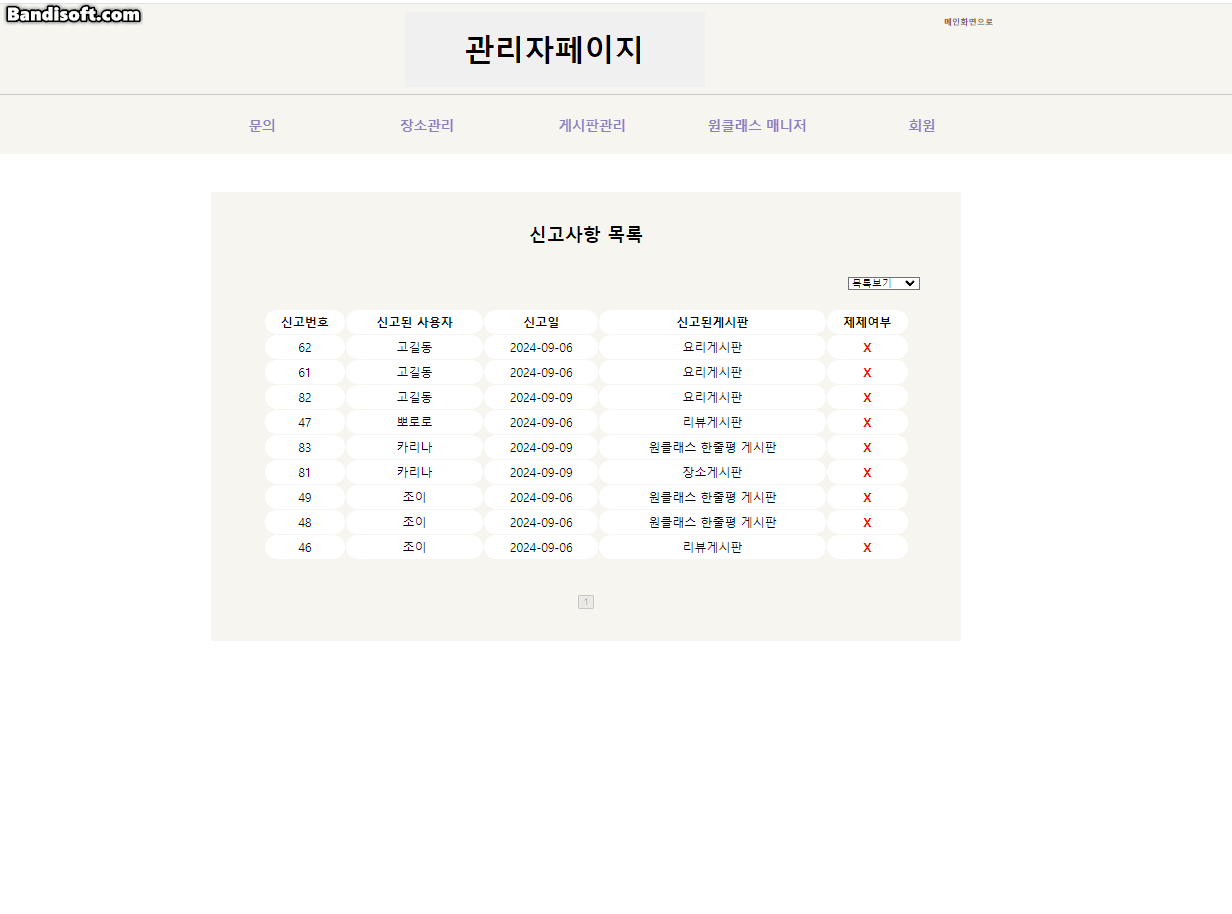 Bandisoft.com
메인화면으로
관리자페이지
문의 장소관리 게시판관리 원클래스 매니저 회원
신고사항 목록
목록보기
신고번호 신고된 사용자 신고일 신고된게시판 제제여부
62 고길동 2024-09-06 요리게시판 X
61 고길동 2024-09-06 요리게시판 X
82 고길동 2024-09-09 요리게시판 X
47 뽀로로 2024-09-06 리뷰게시판 X
83 카리나 2024-09-09 원클래스 한줄평 게시판 X
81 카리나 2024-09-09 장소게시판 X
49 조이 2024-09-06 원클래스 한줄평 게시판 X
48 조이 2024-09-06 원클래스 한줄평 게시판 X
46 조이 2024-09-06 리뷰게시판 X
1